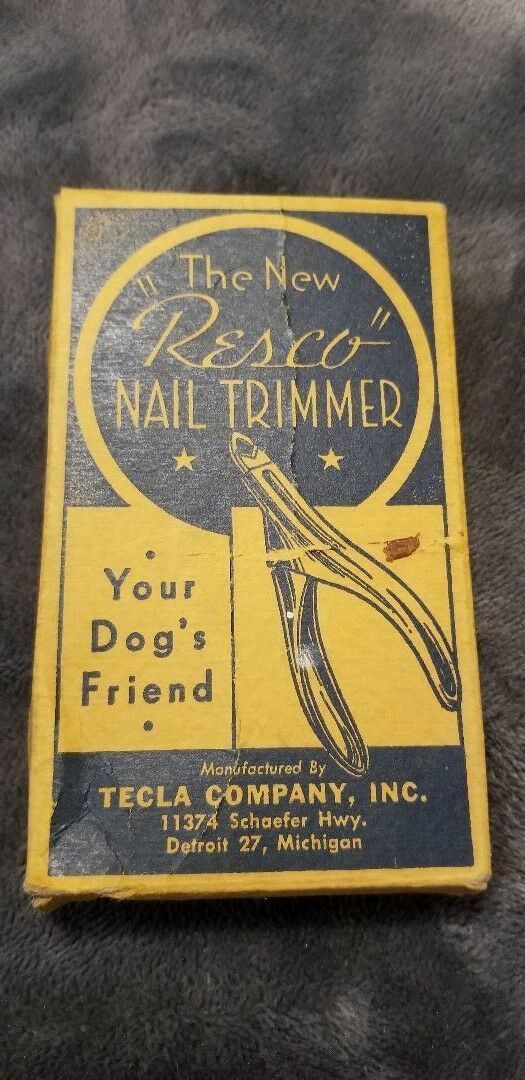 "The New
Resco"
NAIL TRIMMER
Your
Dog's
Friend
Manufactured By
TECLA COMPANY, INC.
11374 Schaefer Hwy.
Detroit 27, Michigan